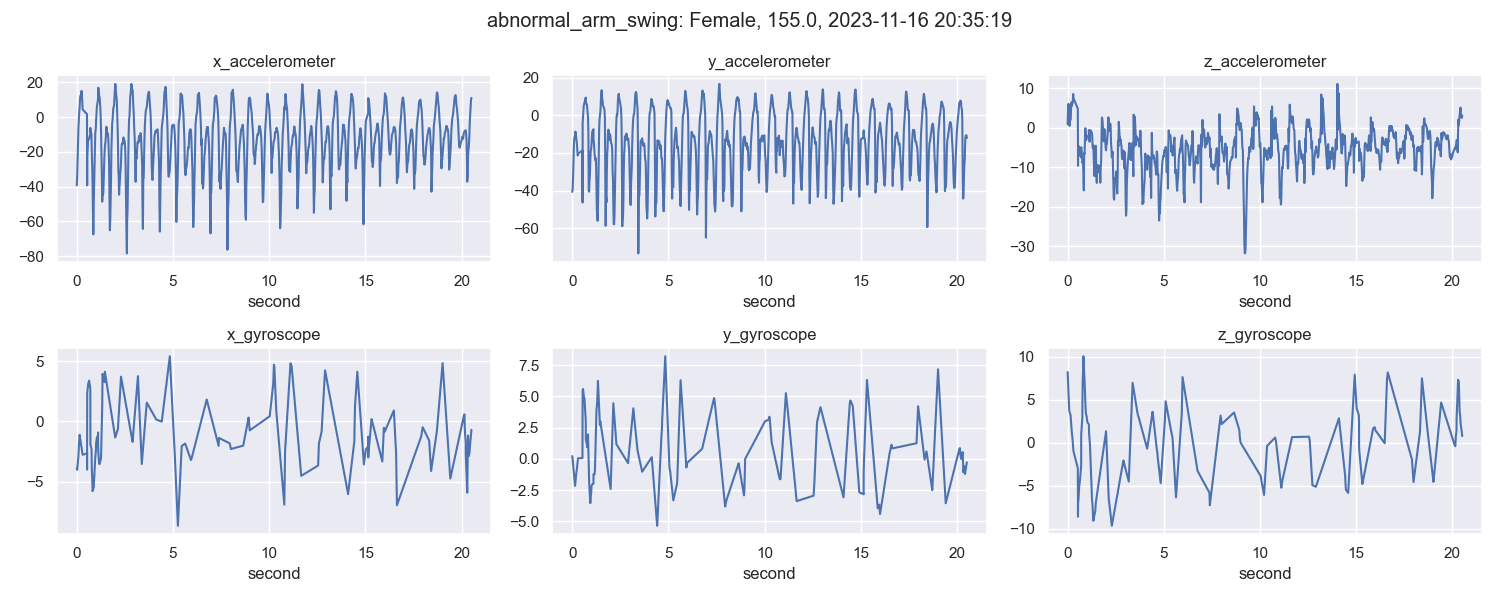 abnormal_arm_swing: Female, 155.0, 2023-11-16 20:35:19
x_accelerometer
20
0
−20
−40
−60
−80
0 5 10 15 20
second
y_accelerometer
20
0
−20
−40
−60
0 5 10 15 20
second
z_accelerometer
10
0
−10
−20
−30
0 5 10 15 20
second
x_gyroscope
5
0
−5
0 5 10 15 20
second
y_gyroscope
7.5
5.0
2.5
0.0
−2.5
−5.0
0 5 10 15 20
second
z_gyroscope
10
5
0
−5
−10
0 5 10 15 20
second